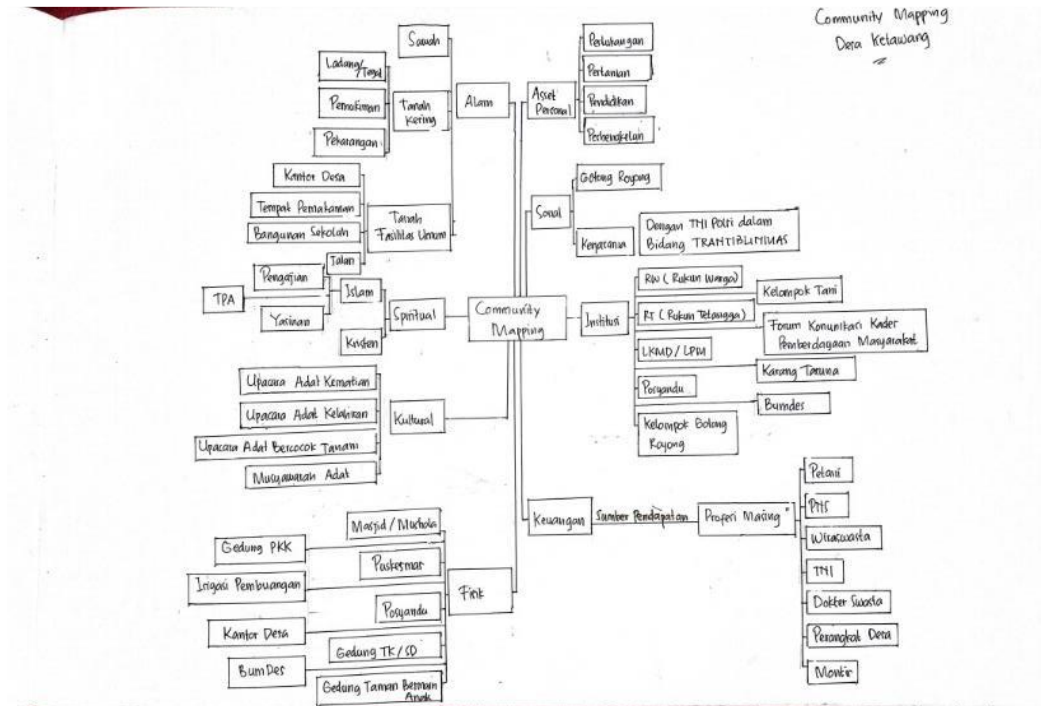 Community Mapping
Desa Ketawang
Sawah
Ladang/Tegal
Pemukiman
Pekarangan
Tanah
Kering
Alam
Kantor Desa
Tempat Pemakaman
Bangunan Sekolah
Jalan
Tanah
Fasilitas Umum
Pengajian
TPA
Yasinan
Islam
Kristen
Spiritual
Upacara Adat Kematian
Upacara Adat Kelahiran
Upacara Adat Bercocok Tanam
Musyawarah Adat
Kultural
Masjid / Mushola
Gedung PKK
Puskesmas
Irigasi Pembuangan
Posyandu
Kantor Desa
Gedung TK/SD
BumDes
Gedung Taman Bermain
Anak
Fisik
Community
Mapping
Asset
Personal
Pertukangan
Pertanian
Pendidikan
Perbengkelan
Sosial
Gotong Royong
Kerjasama
Dengan TNI Polri dalam
Bidang TRANTIBLINMAS
Institusi
RW ( Rukun Warga)
Kelompok Tani
RT ( Rukun Tetangga)
Forum Komunikasi Kader
Pemberdayaan Masyarakat
LKMD / LPM
Karang Taruna
Posyandu
Bumdes
Kelompok Gotong
Royong
Keuangan
Sumber Pendapatan
Profesi Masing"
Petani
PNS
Wiraswasta
TNI
Dokter Swasta
Perangkat Desa
Montir